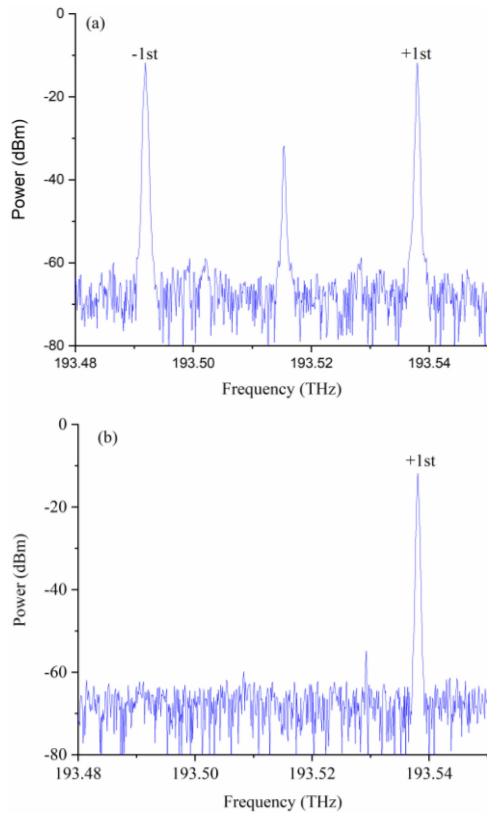 (a)
-1st +1st
0
-20
-40
-60
-80
Power (dBm)
193.48 193.50 193.52 193.54
Frequency (THz)
(b)
+1st
0
-20
-40
-60
-80
Power (dBm)
193.48 193.50 193.52 193.54
Frequency (THz)